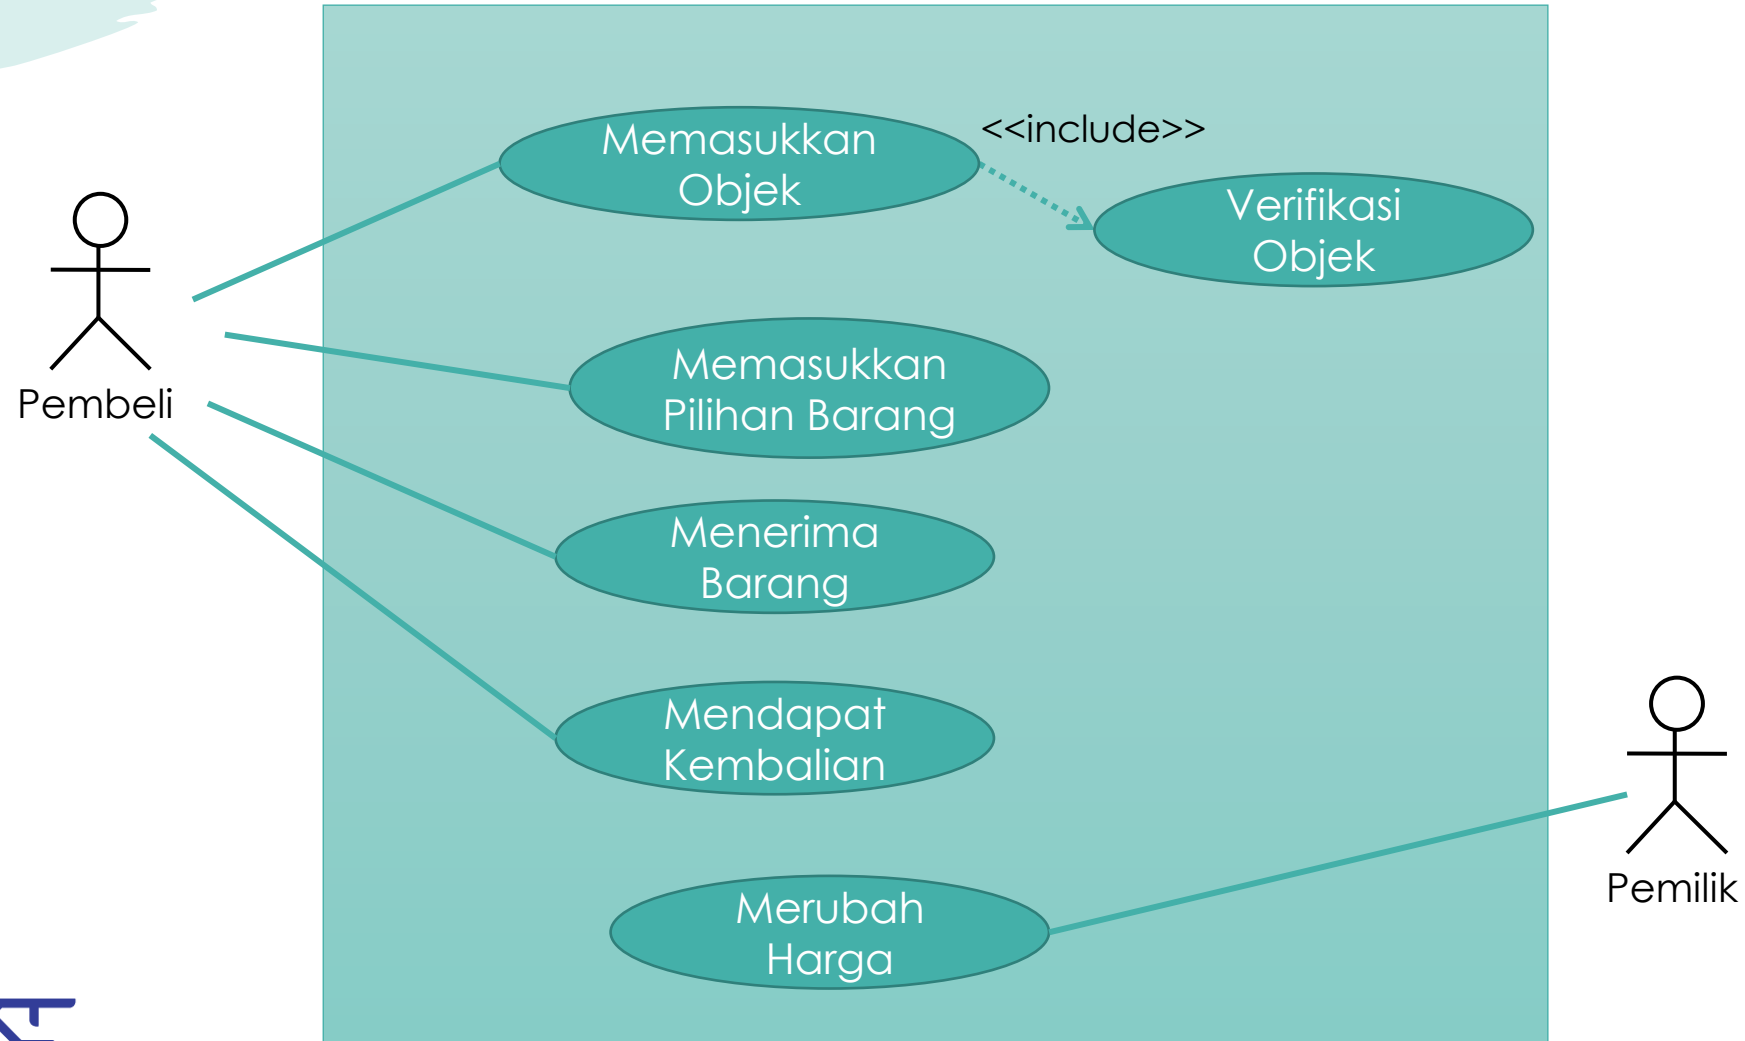 Memasukkan
Objek
<<include>>
Verifikasi
Objek
Pembeli
Memasukkan
Pilihan Barang
Menerima
Barang
Mendapat
Kembalian
Merubah
Harga
Pemilik